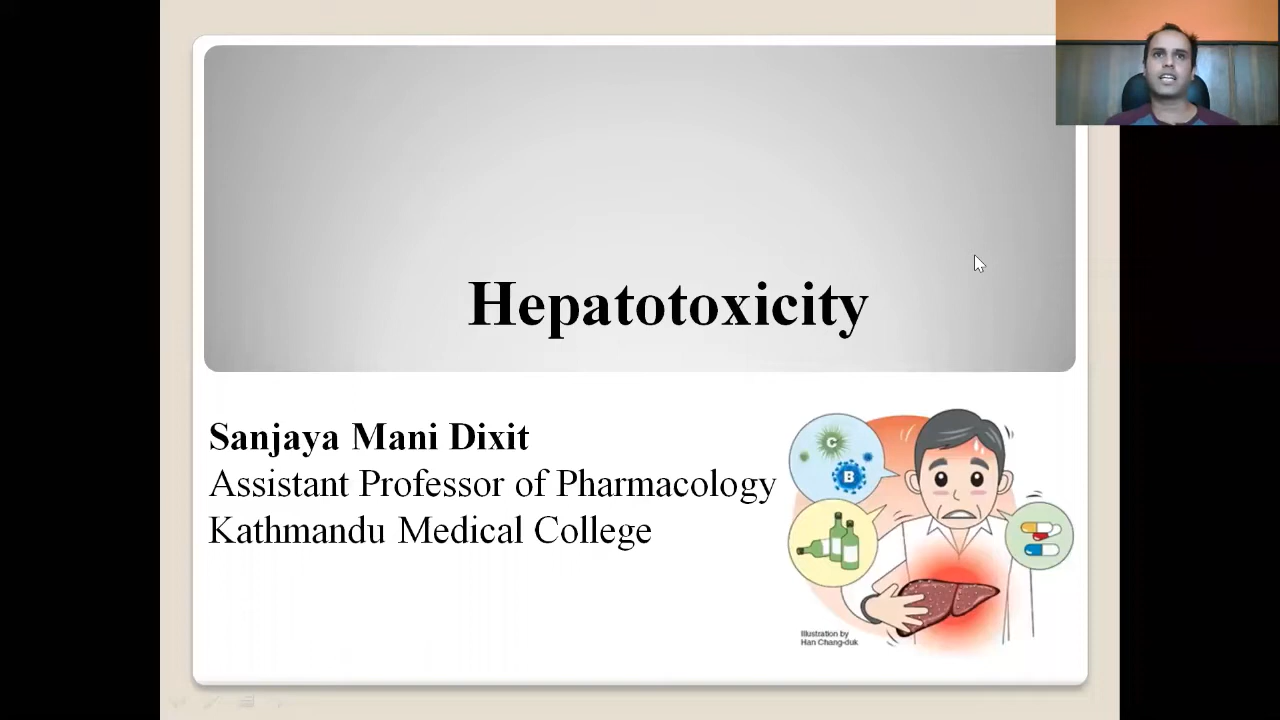 Hepatotoxicity
Sanjaya Mani Dixit
Assistant Professor of Pharmacology
Kathmandu Medical College
C
B
Illustration by
Han Chang-duk